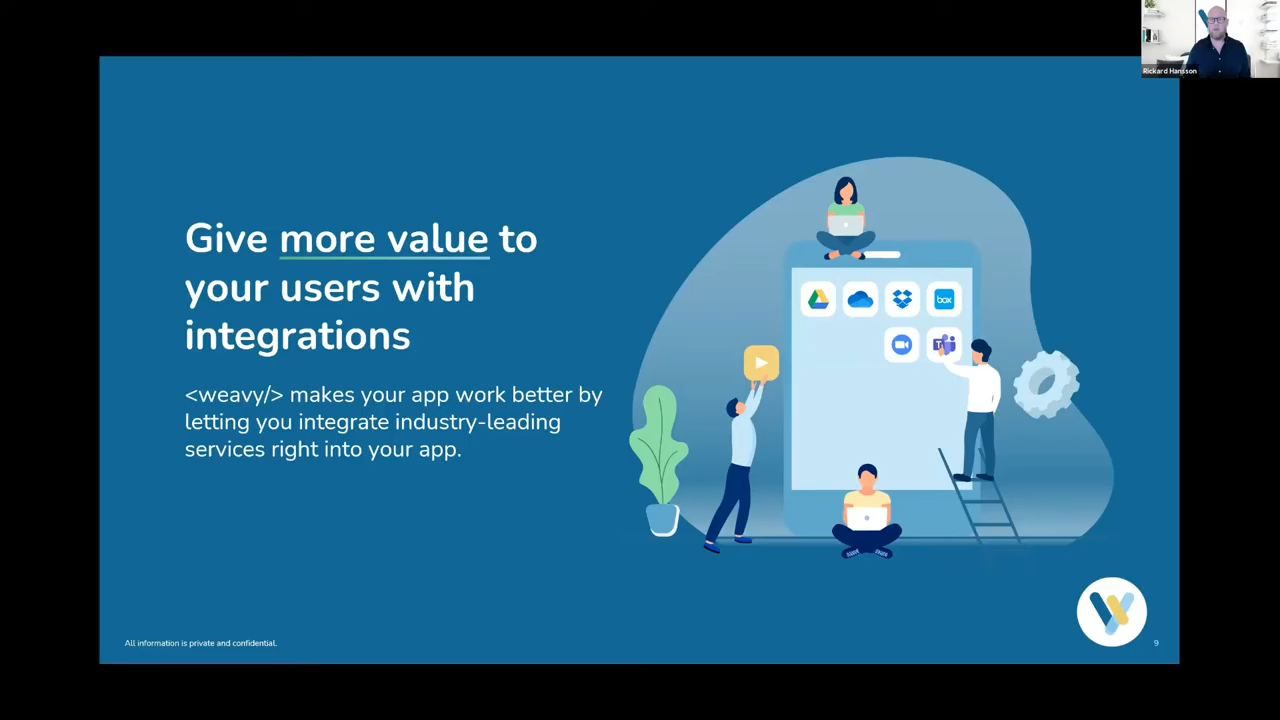 Rickard Hansson
Give more value to
your users with
integrations
<weavy/> makes your app work better by
letting you integrate industry-leading
services right into your app.
box
T
All information is private and confidential.
9